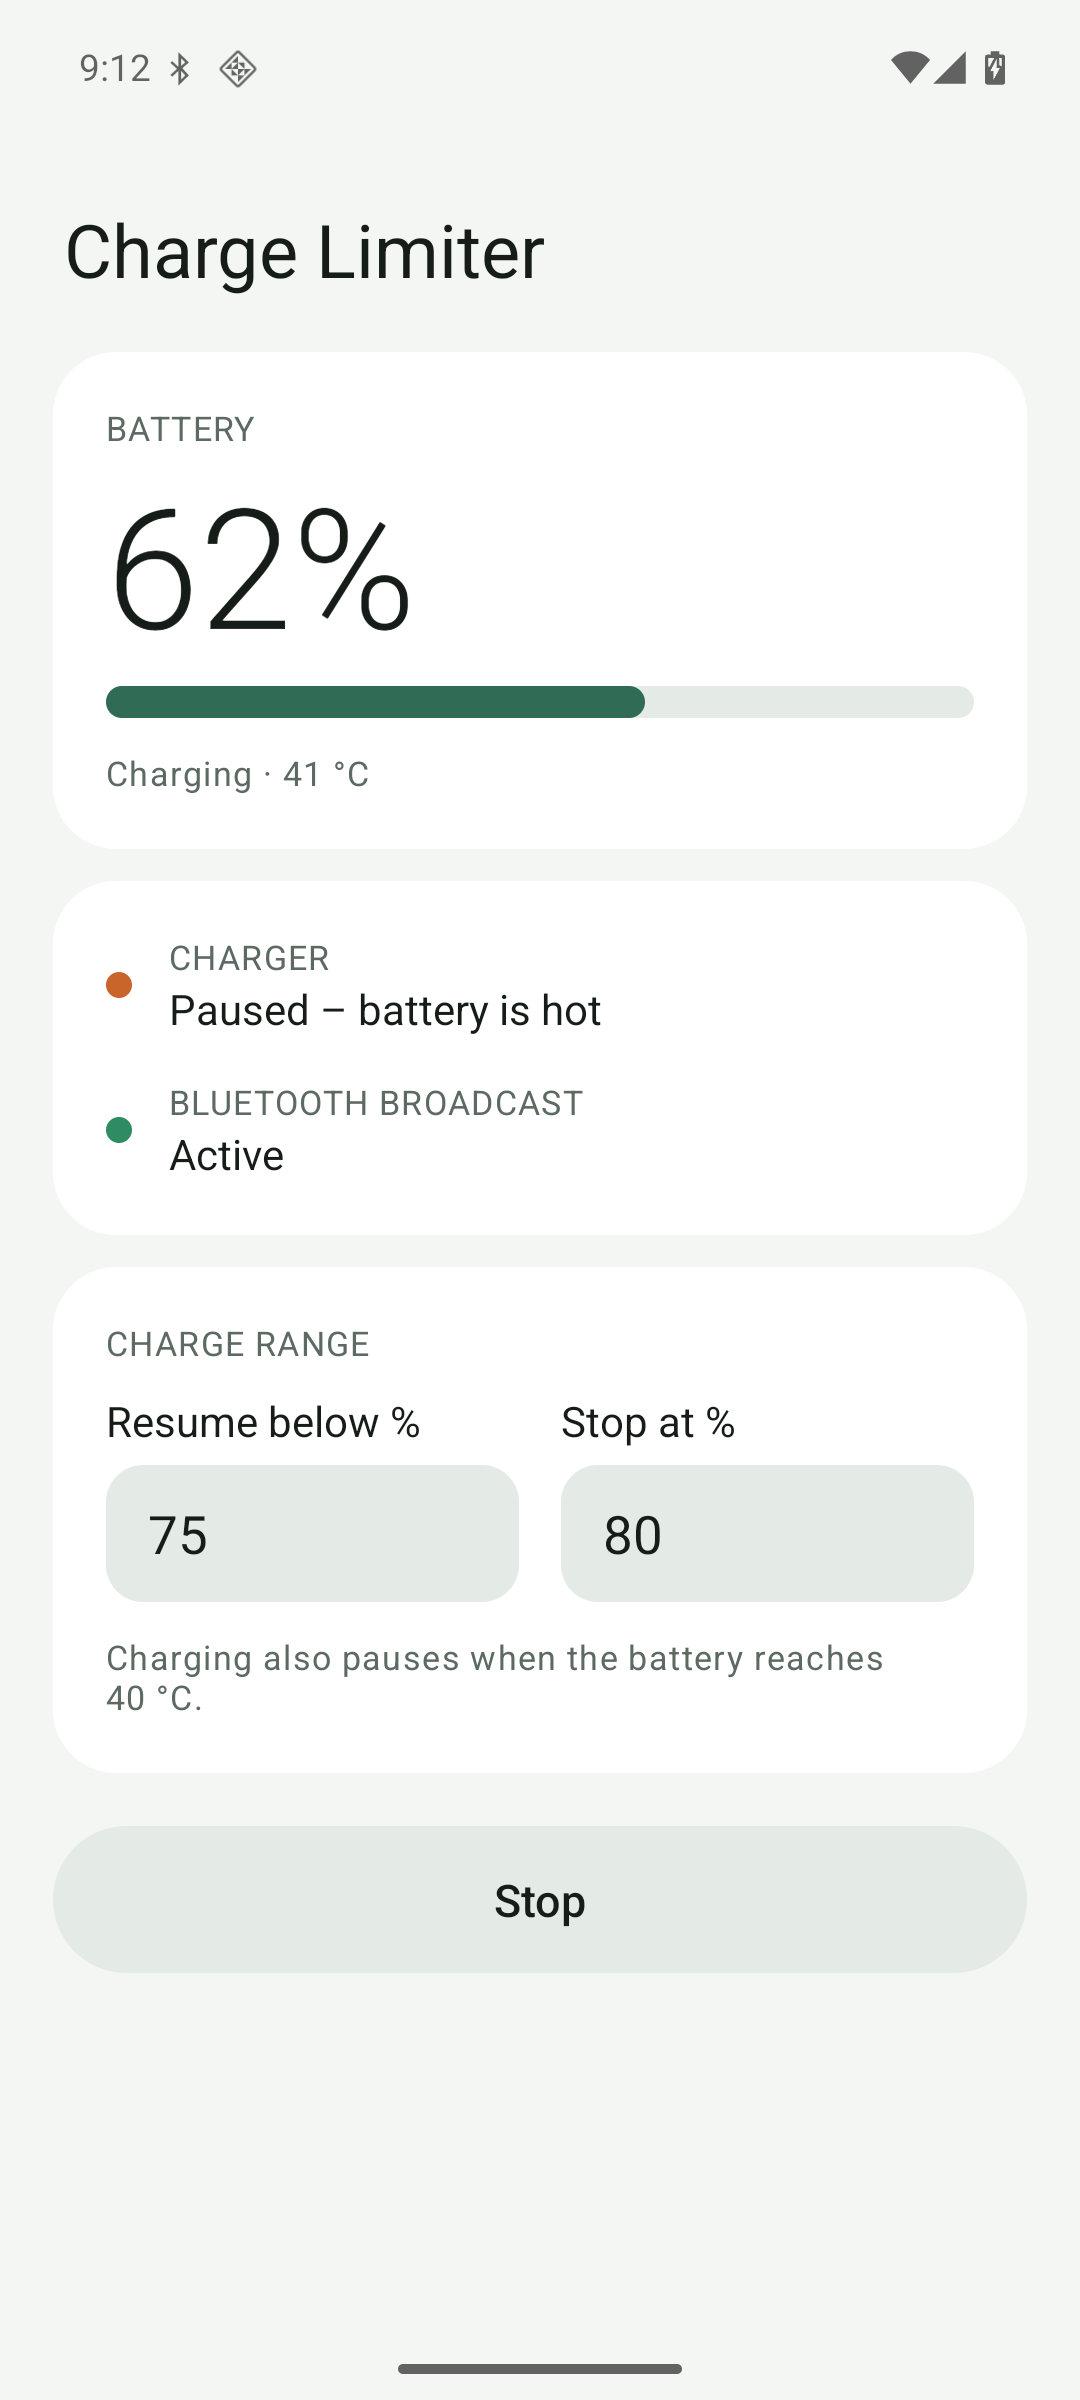 9:12
Charge Limiter
BATTERY
62%
Charging · 41 °C
CHARGER
Paused – battery is hot
BLUETOOTH BROADCAST
Active
CHARGE RANGE
Resume below %
Stop at %
75
80
Charging also pauses when the battery reaches
40 °C.
Stop